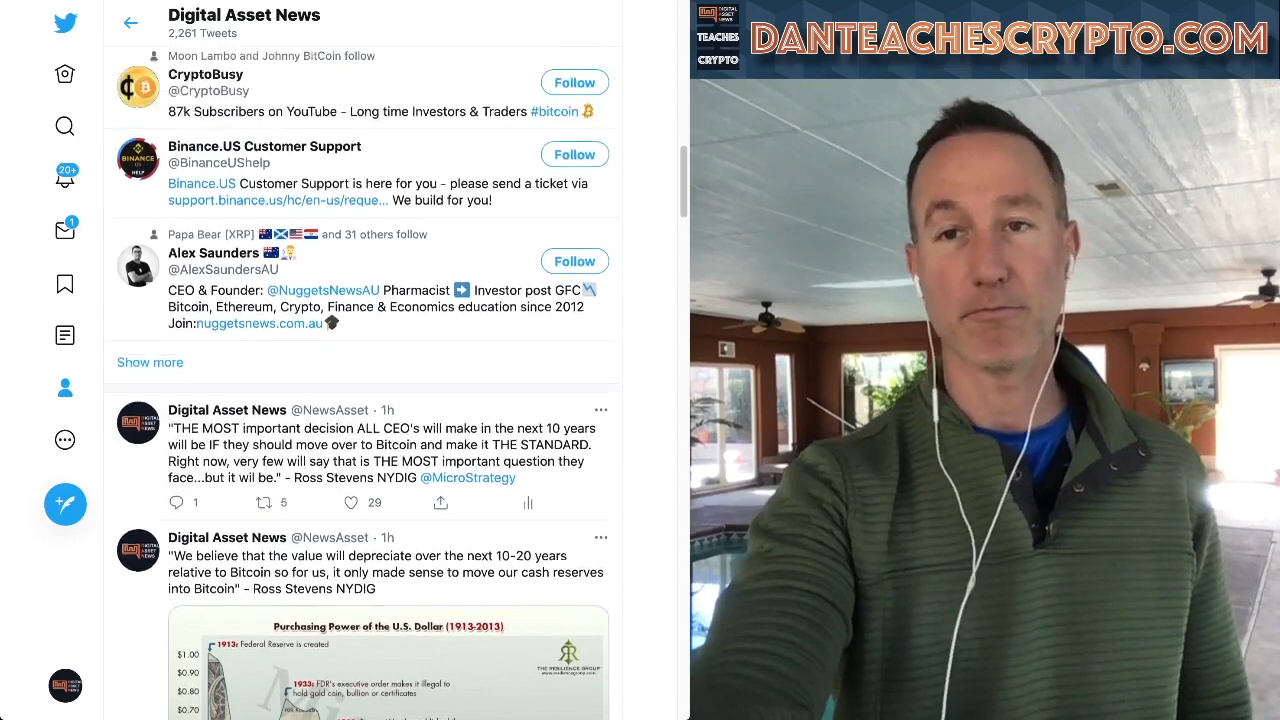 Digital Asset News
2,261 Tweets
Moon Lambo and Johnny BitCoin follow
CryptoBusy
@CryptoBusy
Follow
87k Subscribers on YouTube - Long time Investors & Traders #bitcoin
Binance.US Customer Support
@BinanceUShelp
Follow
Binance.US Customer Support is here for you - please send a ticket via
support.binance.us/hc/en-us/reque... We build for you!
Papa Bear [XRP] and 31 others follow
Alex Saunders
@AlexSaundersAU
Follow
CEO & Founder: @NuggetsNewsAU Pharmacist Investor post GFC
Bitcoin, Ethereum, Crypto, Finance & Economics education since 2012
Join:nuggetsnews.com.au
Show more
Digital Asset News @NewsAsset · 1h
"THE MOST important decision ALL CEO's will make in the next 10 years
will be IF they should move over to Bitcoin and make it THE STANDARD.
Right now, very few will say that is THE MOST important question they
face...but it wil be." - Ross Stevens NYDIG @MicroStrategy
1 5 29
Digital Asset News @NewsAsset · 1h
"We believe that the value will depreciate over the next 10-20 years
relative to Bitcoin so for us, it only made sense to move our cash reserves
into Bitcoin" - Ross Stevens NYDIG
Purchasing Power of the U.S. Dollar (1913-2013)
1913: Federal Reserve is created
$1.00
$0.90
1933: FDR's executive order makes it illegal to
hold gold coin, bullion or certificates
$0.80
$0.70
THE RESILIENCE GROUP
20+
1
BINANCE
US
HELP
DIGITAL
ASSET
NEWS
TEACHES
CRYPTO
DANTEACHESCRYPTO.COM